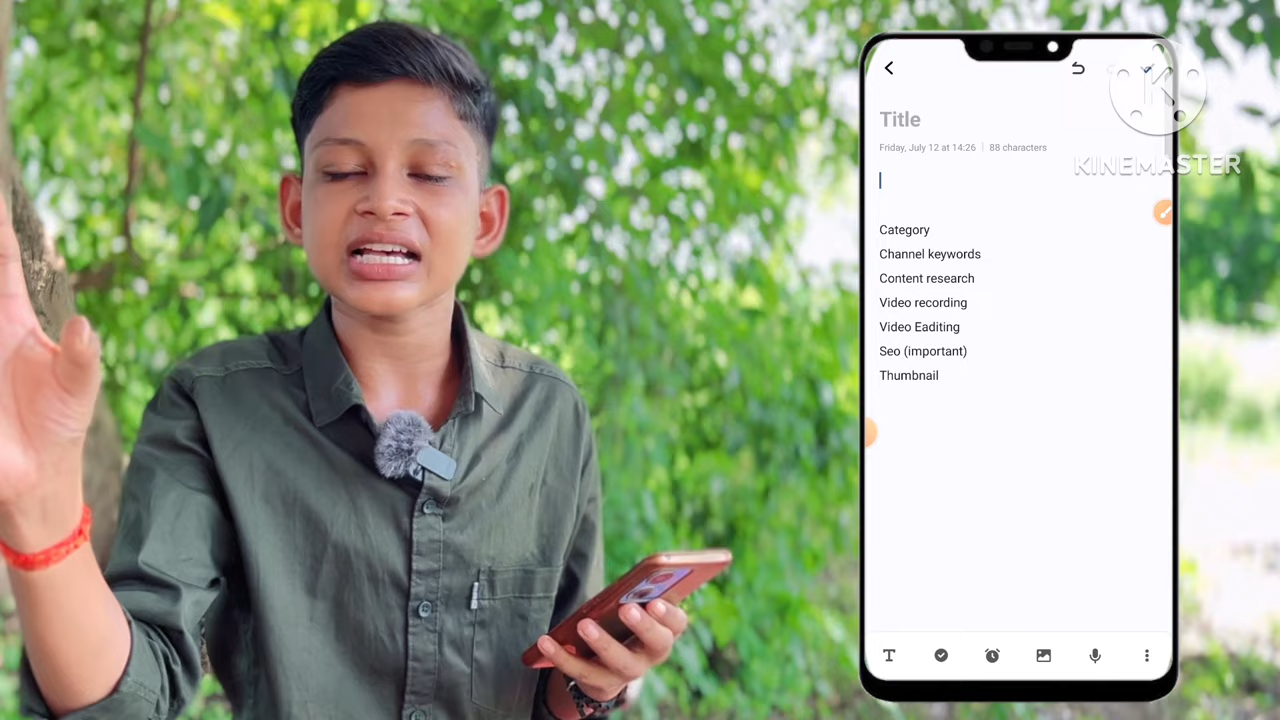 Title
Friday, July 12 at 14:26 | 88 characters
KINEMASTER
Category
Channel keywords
Content research
Video recording
Video Eaditing
Seo (important)
Thumbnail